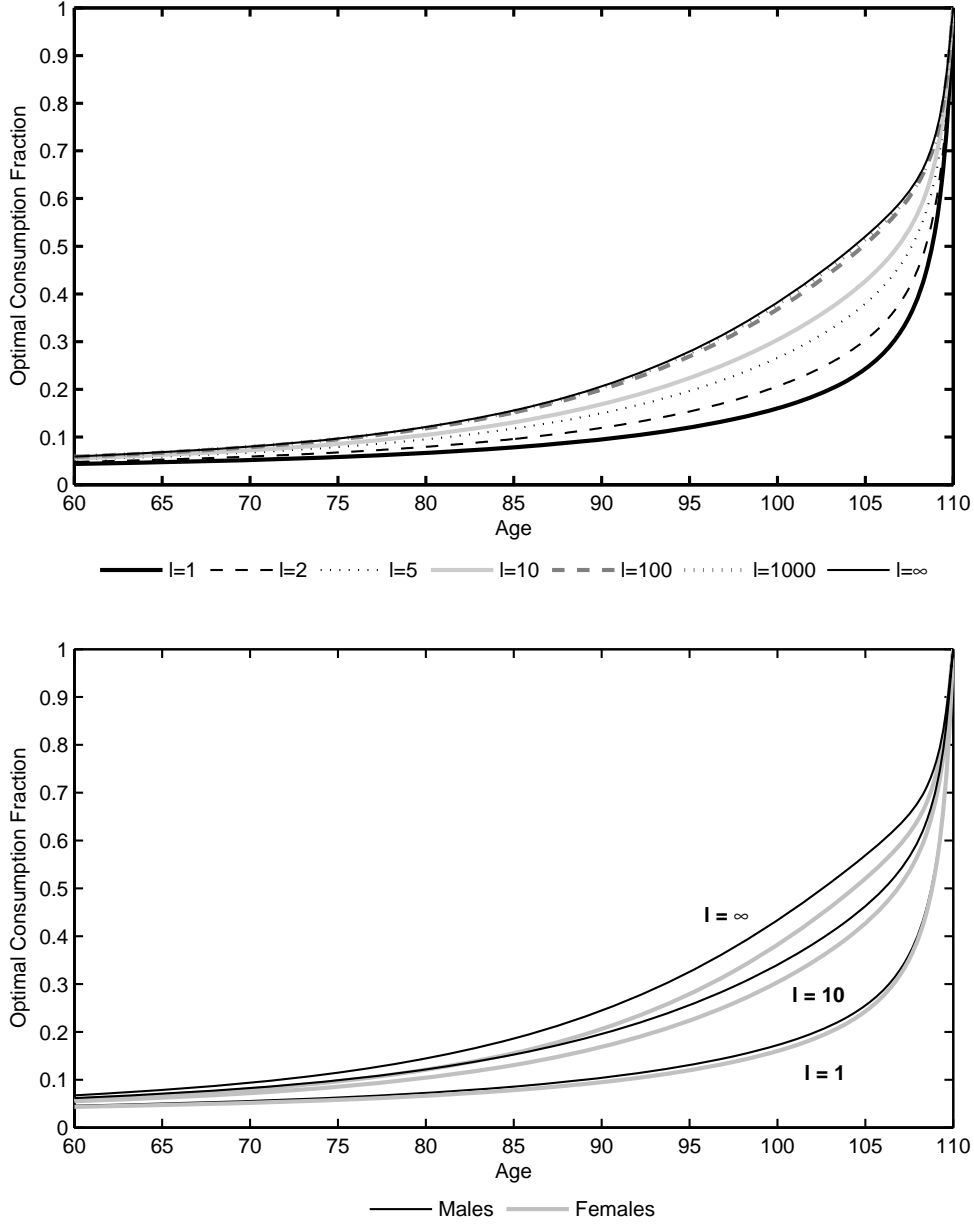 1
0.9
0.8
0.7
0.6
0.5
0.4
0.3
0.2
0.1
0
Optimal Consumption Fraction
60 65 70 75 80 85 90 95 100 105 110
Age
l=1 l=2 l=5 l=10 l=100 l=1000 l=∞
1
0.9
0.8
0.7
0.6
0.5
0.4
0.3
0.2
0.1
0
Optimal Consumption Fraction
l = ∞
l = 10
l = 1
60 65 70 75 80 85 90 95 100 105 110
Age
Males Females